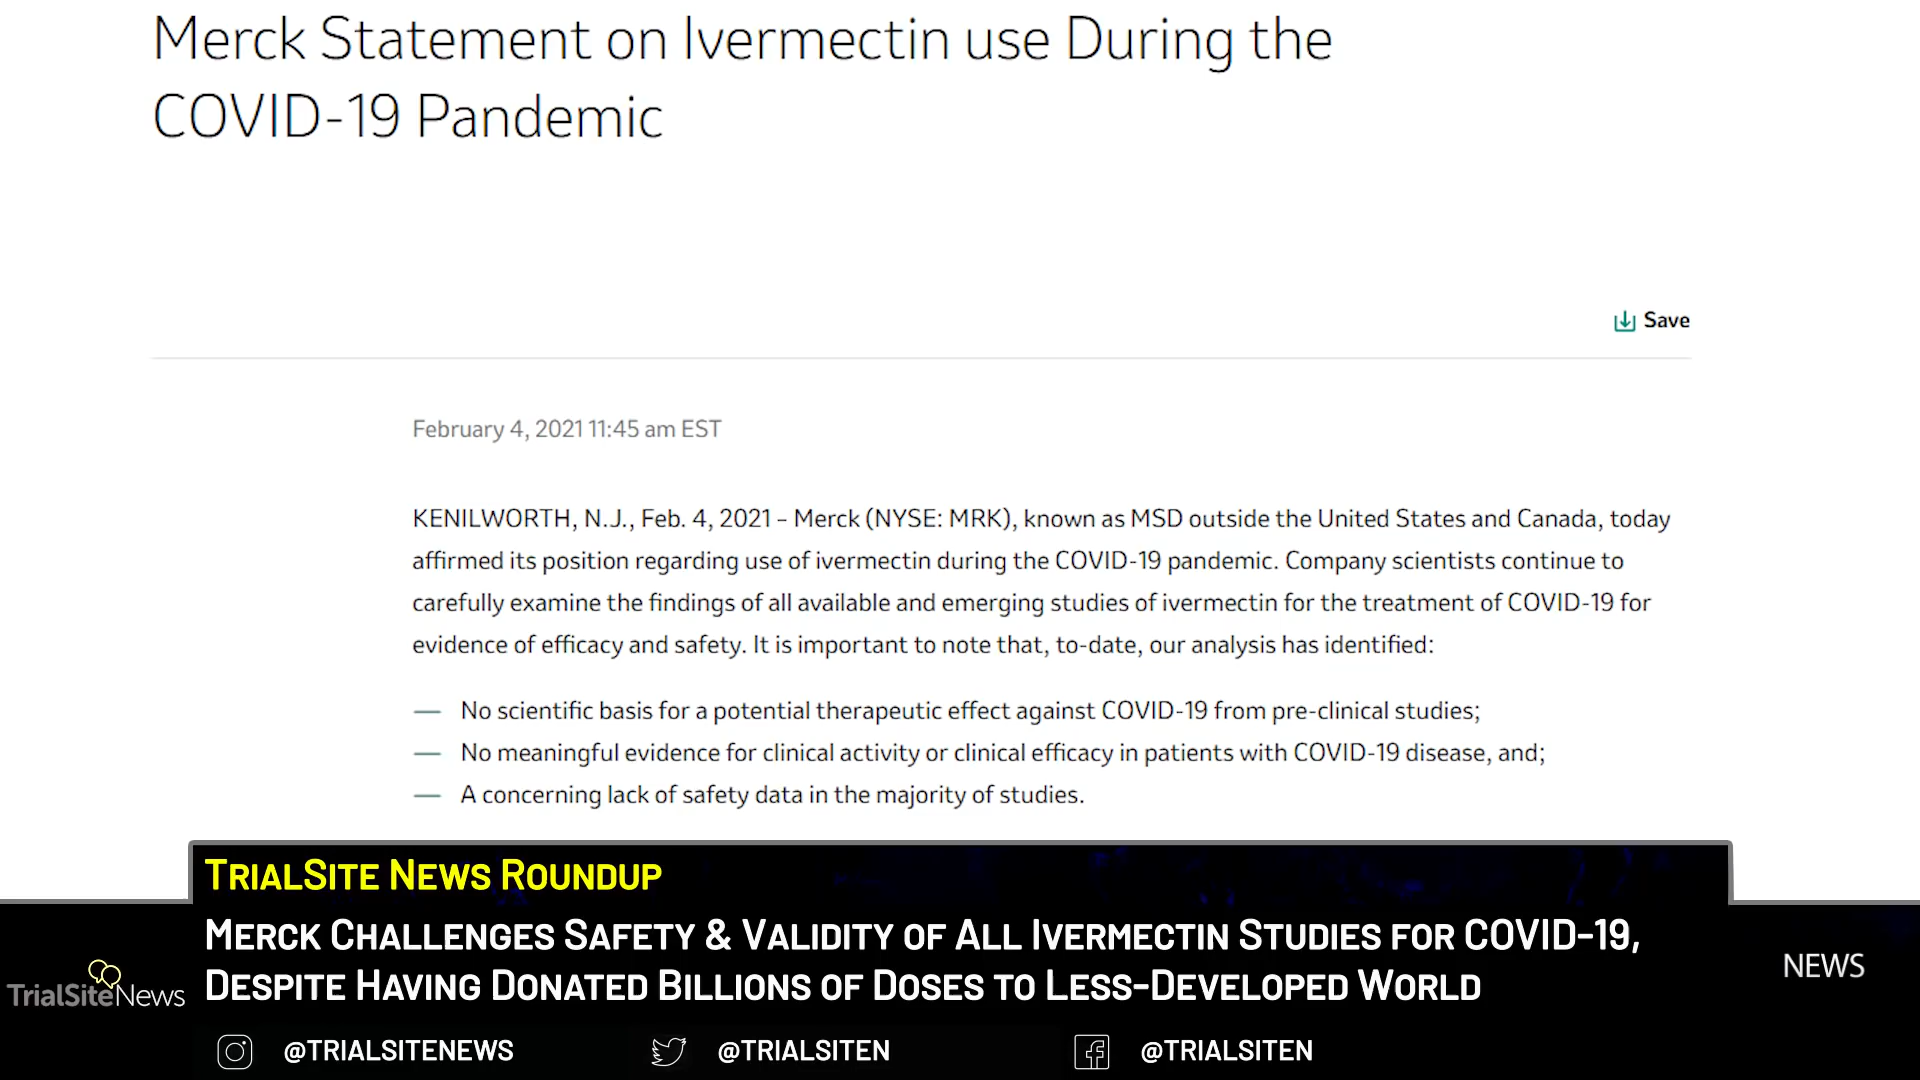 Merck Statement on Ivermectin use During the
COVID-19 Pandemic
Save
February 4, 2021 11:45 am EST
KENILWORTH, N.J., Feb. 4, 2021 – Merck (NYSE: MRK), known as MSD outside the United States and Canada, today
affirmed its position regarding use of ivermectin during the COVID-19 pandemic. Company scientists continue to
carefully examine the findings of all available and emerging studies of ivermectin for the treatment of COVID-19 for
evidence of efficacy and safety. It is important to note that, to-date, our analysis has identified:
— No scientific basis for a potential therapeutic effect against COVID-19 from pre-clinical studies;
— No meaningful evidence for clinical activity or clinical efficacy in patients with COVID-19 disease, and;
— A concerning lack of safety data in the majority of studies.
TrialSite News Roundup
Merck Challenges Safety & Validity of All Ivermectin Studies for COVID-19,
Despite Having Donated Billions of Doses to Less-Developed World
TrialSiteNews
NEWS
@TRIALSITENEWS
@TRIALSITEN
@TRIALSITEN